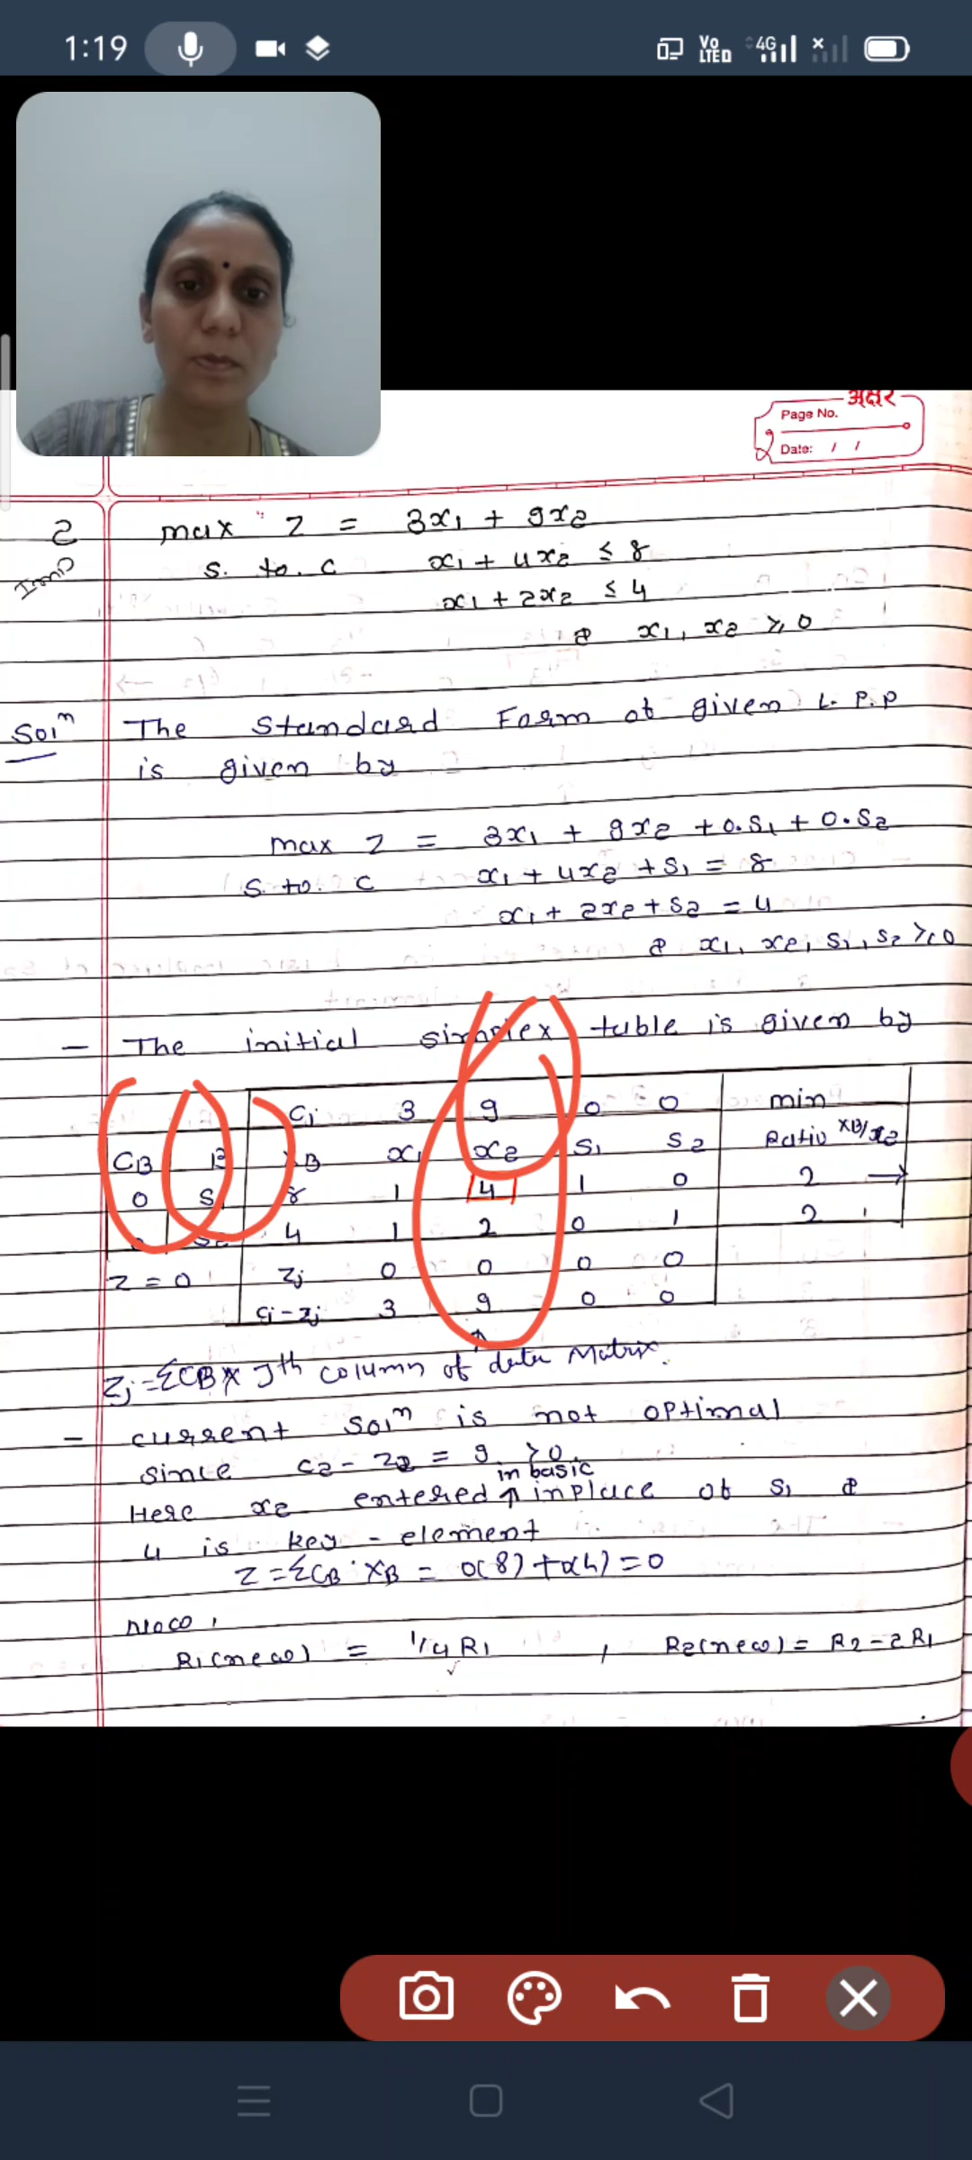 1:19
Vo LTED 4G
अक्षर
Page No.
2 Date: / /
2 max Z = 3x₁ + 9x₂
Imp s. to. c x₁ + 4x₂ ≤ 8
x₁ + 2x₂ ≤ 4
& x₁, x₂ ≥ 0
Solⁿ The Standard Form of given L.P.P
is given by
max Z = 3x₁ + 9x₂ + 0.S₁ + 0.S₂
s. to. c x₁ + 4x₂ + S₁ = 8
x₁ + 2x₂ + S₂ = 4
& x₁, x₂, S₁, S₂ ≥ 0
- The initial simplex table is given by
Cj 3 9 0 0 min
CB B XB x₁ x₂ S₁ S₂ Ratio XB/x₂
0 S₁ 8 1 4 1 0 2 →
0 S₂ 4 1 2 0 1 2
Z = 0 Zj 0 0 0 0
Cj-Zj 3 9 0 0
↑
Zj = ΣCB x Jth column of data Matrix.
- current Solⁿ is not optimal
since C₂ - Z₂ = 9 > 0.
in basic
Here x₂ entered ↑ inplace of S₁ &
4 is key - element
Z = ΣCB · XB = 0(8) + 0(4) = 0
Now,
R₁(new) = 1/4 R₁ , R₂(new) = R₂ - 2R₁